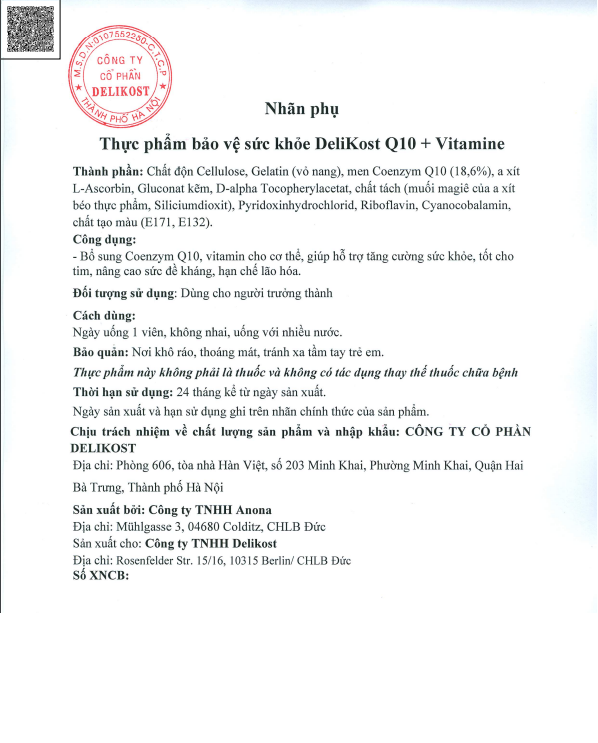 M.S.D.N:0107552250-C.T.C.P
CÔNG TY
CỔ PHẦN
DELIKOST
THÀNH PHỐ HÀ NỘI
Nhãn phụ
Thực phẩm bảo vệ sức khỏe DeliKost Q10 + Vitamine
Thành phần: Chất độn Cellulose, Gelatin (vỏ nang), men Coenzym Q10 (18,6%), a xít
L-Ascorbin, Gluconat kẽm, D-alpha Tocopherylacetat, chất tách (muối magiê của a xít
béo thực phẩm, Siliciumdioxit), Pyridoxinhydrochlorid, Riboflavin, Cyanocobalamin,
chất tạo màu (E171, E132).
Công dụng:
- Bổ sung Coenzym Q10, vitamin cho cơ thể, giúp hỗ trợ tăng cường sức khỏe, tốt cho
tim, nâng cao sức đề kháng, hạn chế lão hóa.
Đối tượng sử dụng: Dùng cho người trưởng thành
Cách dùng:
Ngày uống 1 viên, không nhai, uống với nhiều nước.
Bảo quản: Nơi khô ráo, thoáng mát, tránh xa tầm tay trẻ em.
Thực phẩm này không phải là thuốc và không có tác dụng thay thế thuốc chữa bệnh
Thời hạn sử dụng: 24 tháng kể từ ngày sản xuất.
Ngày sản xuất và hạn sử dụng ghi trên nhãn chính thức của sản phẩm.
Chịu trách nhiệm về chất lượng sản phẩm và nhập khẩu: CÔNG TY CỔ PHẦN
DELIKOST
Địa chỉ: Phòng 606, tòa nhà Hàn Việt, số 203 Minh Khai, Phường Minh Khai, Quận Hai
Bà Trưng, Thành phố Hà Nội
Sản xuất bởi: Công ty TNHH Anona
Địa chỉ: Mühlgasse 3, 04680 Colditz, CHLB Đức
Sản xuất cho: Công ty TNHH Delikost
Địa chỉ: Rosenfelder Str. 15/16, 10315 Berlin/ CHLB Đức
Số XNCB: